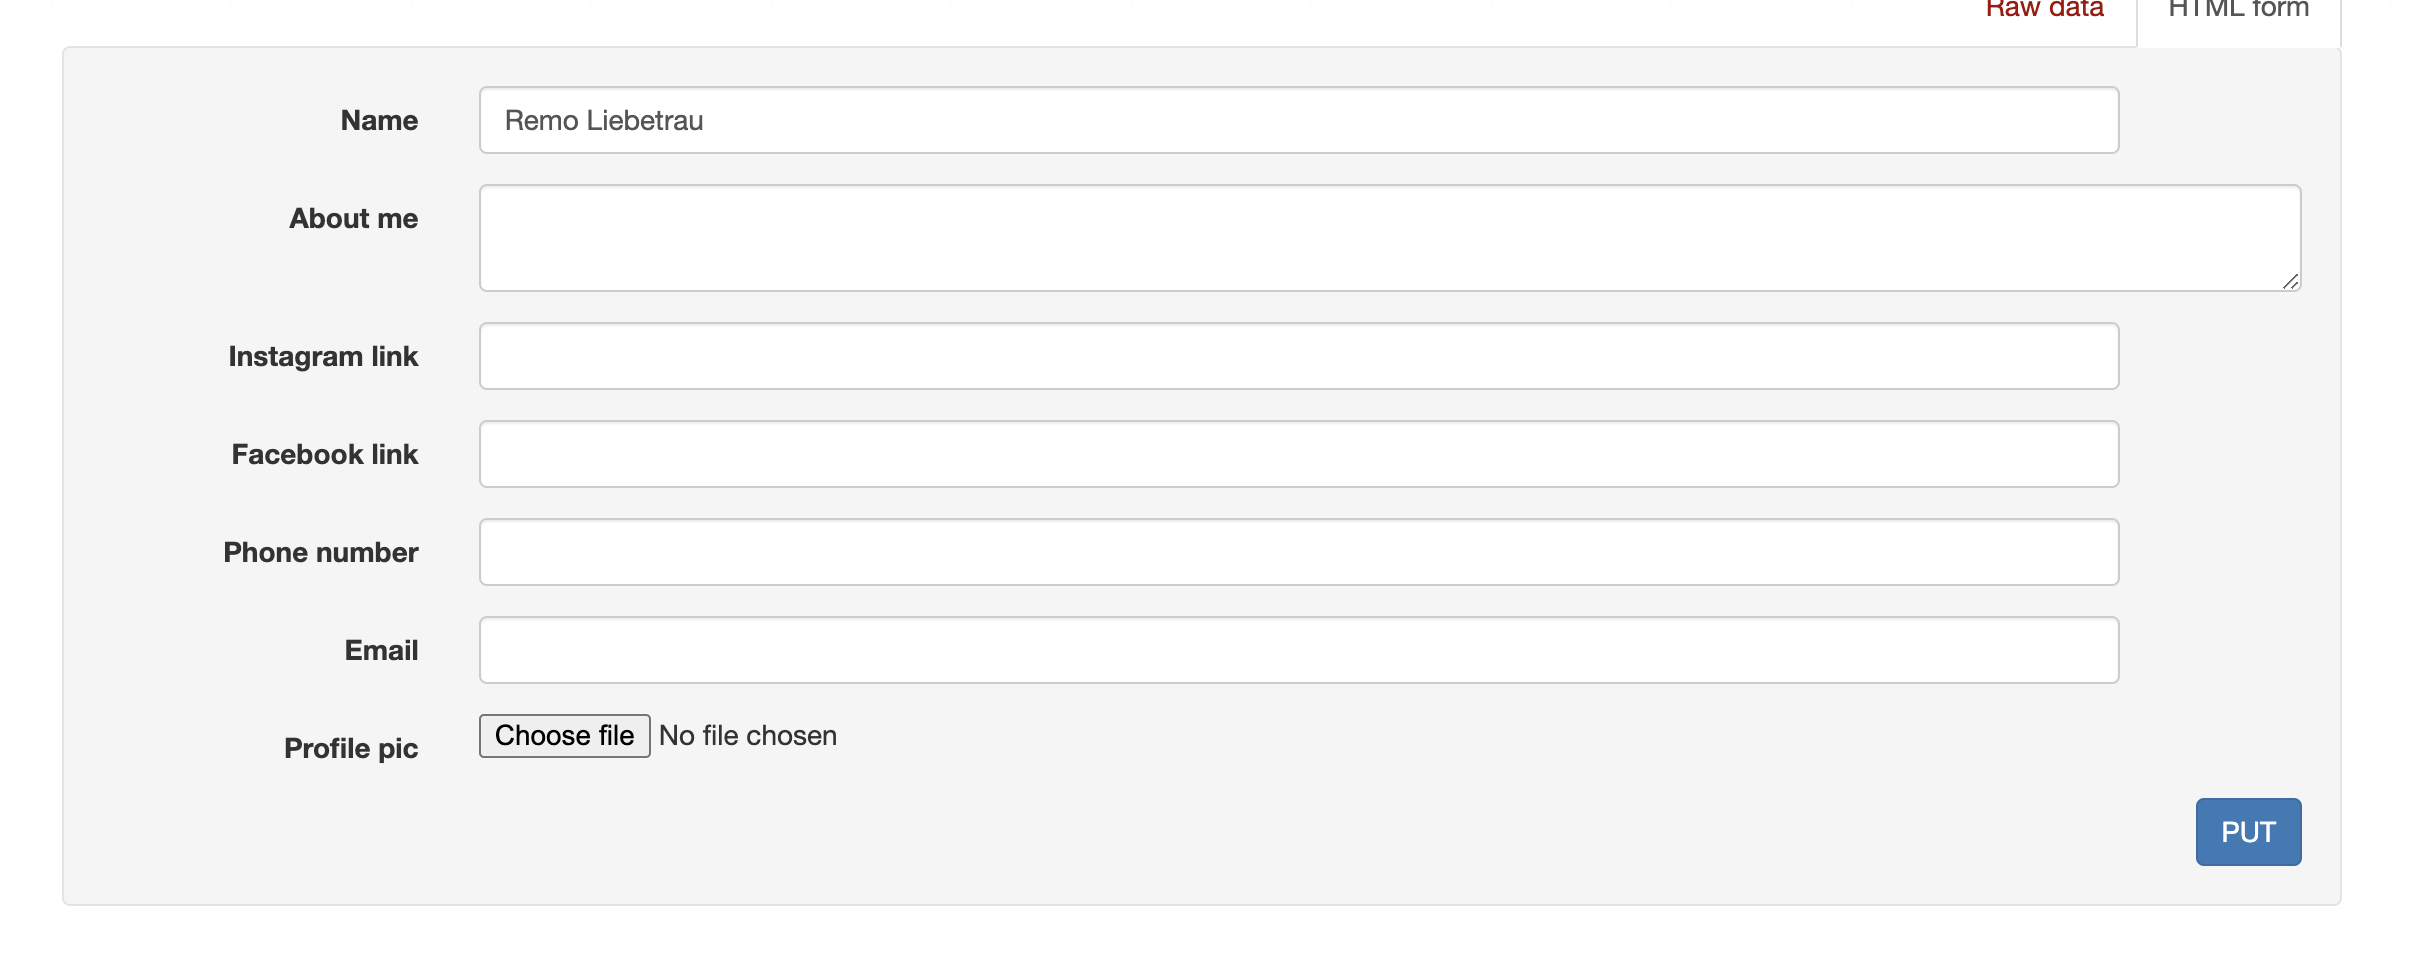 Raw data HTML form
Name Remo Liebetrau
About me
Instagram link
Facebook link
Phone number
Email
Profile pic Choose file No file chosen
PUT